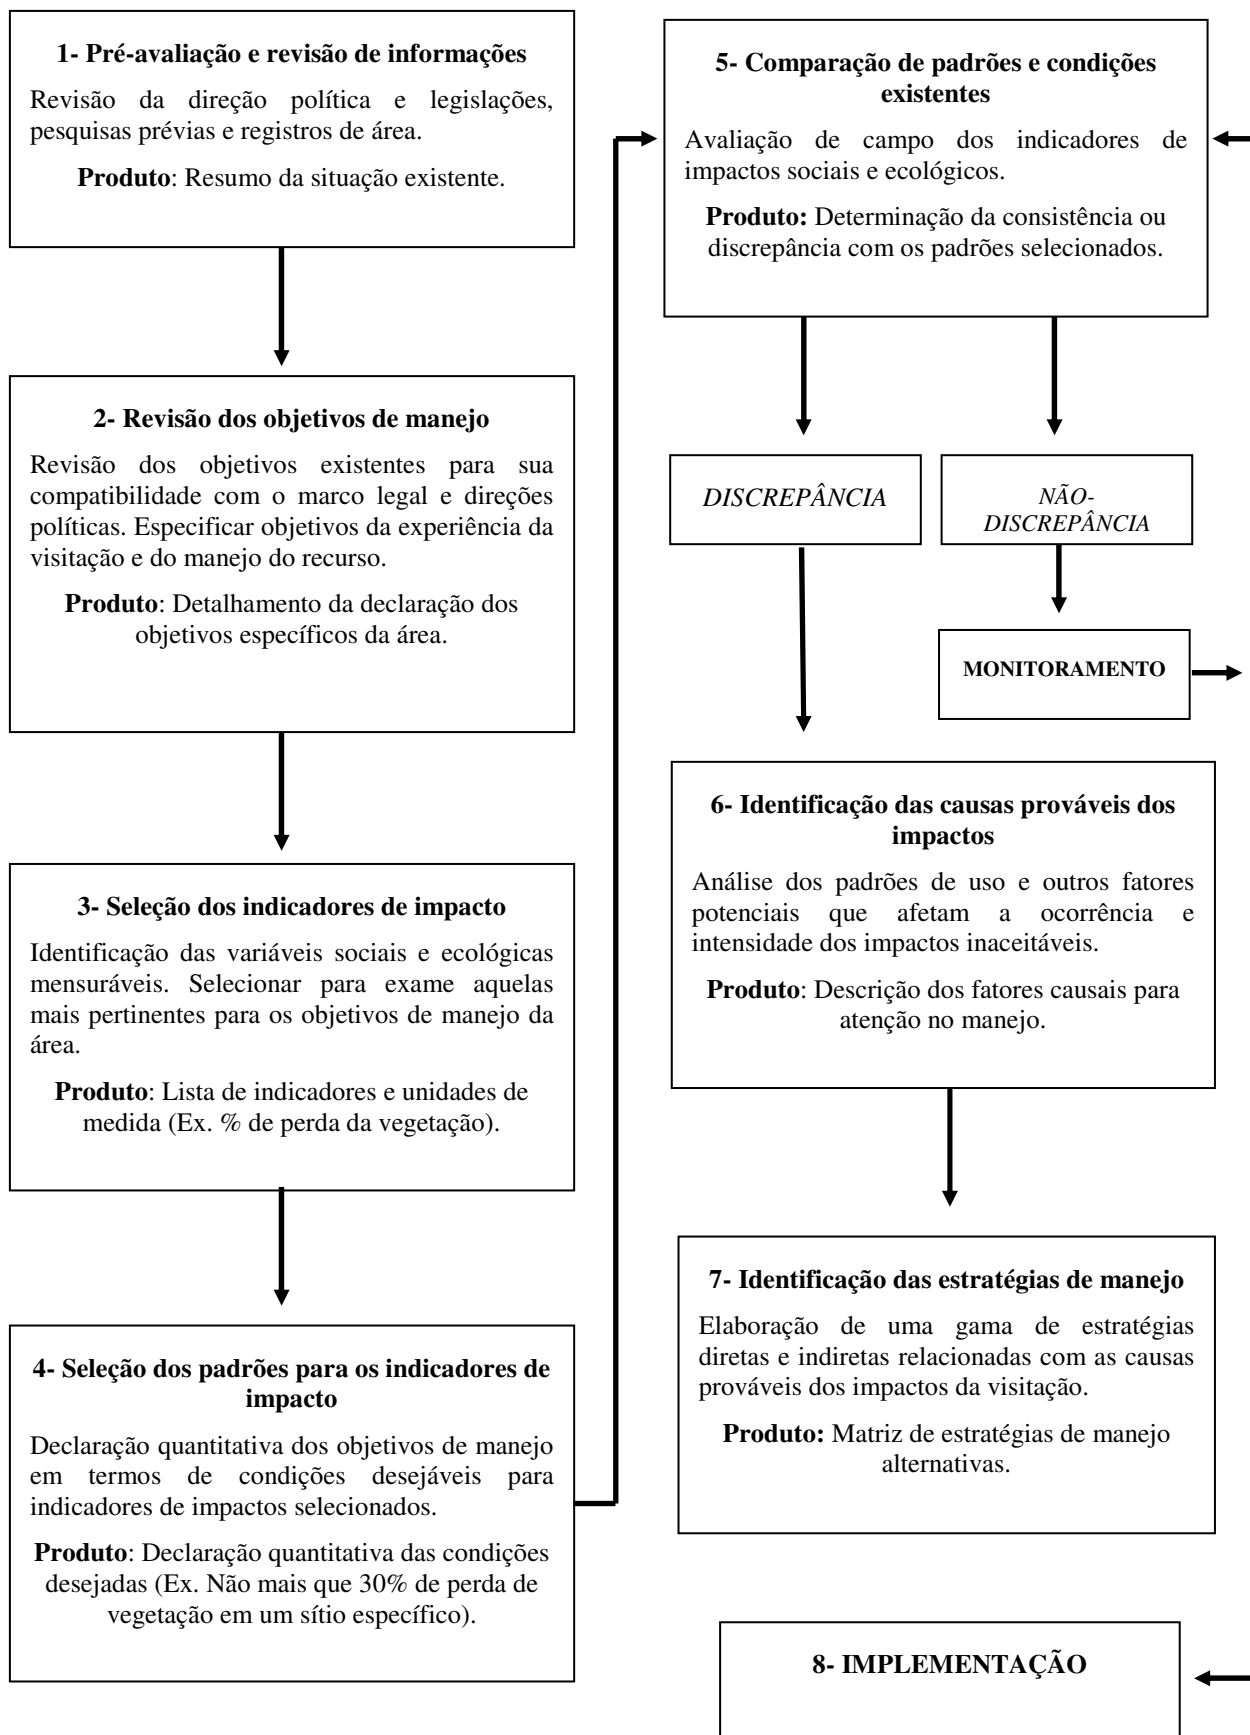 1- Pré-avaliação e revisão de informações
Revisão da direção política e legislações,
pesquisas prévias e registros de área.
Produto: Resumo da situação existente.
2- Revisão dos objetivos de manejo
Revisão dos objetivos existentes para sua
compatibilidade com o marco legal e direções
políticas. Especificar objetivos da experiência da
visitação e do manejo do recurso.
Produto: Detalhamento da declaração dos
objetivos específicos da área.
3- Seleção dos indicadores de impacto
Identificação das variáveis sociais e ecológicas
mensuráveis. Selecionar para exame aquelas
mais pertinentes para os objetivos de manejo da
área.
Produto: Lista de indicadores e unidades de
medida (Ex. % de perda da vegetação).
4- Seleção dos padrões para os indicadores de
impacto
Declaração quantitativa dos objetivos de manejo
em termos de condições desejáveis para
indicadores de impactos selecionados.
Produto: Declaração quantitativa das condições
desejadas (Ex. Não mais que 30% de perda de
vegetação em um sítio específico).
5- Comparação de padrões e condições
existentes
Avaliação de campo dos indicadores de
impactos sociais e ecológicos.
Produto: Determinação da consistência ou
discrepância com os padrões selecionados.
DISCREPÂNCIA
NÃO-
DISCREPÂNCIA
MONITORAMENTO
6- Identificação das causas prováveis dos
impactos
Análise dos padrões de uso e outros fatores
potenciais que afetam a ocorrência e
intensidade dos impactos inaceitáveis.
Produto: Descrição dos fatores causais para
atenção no manejo.
7- Identificação das estratégias de manejo
Elaboração de uma gama de estratégias
diretas e indiretas relacionadas com as causas
prováveis dos impactos da visitação.
Produto: Matriz de estratégias de manejo
alternativas.
8- IMPLEMENTAÇÃO